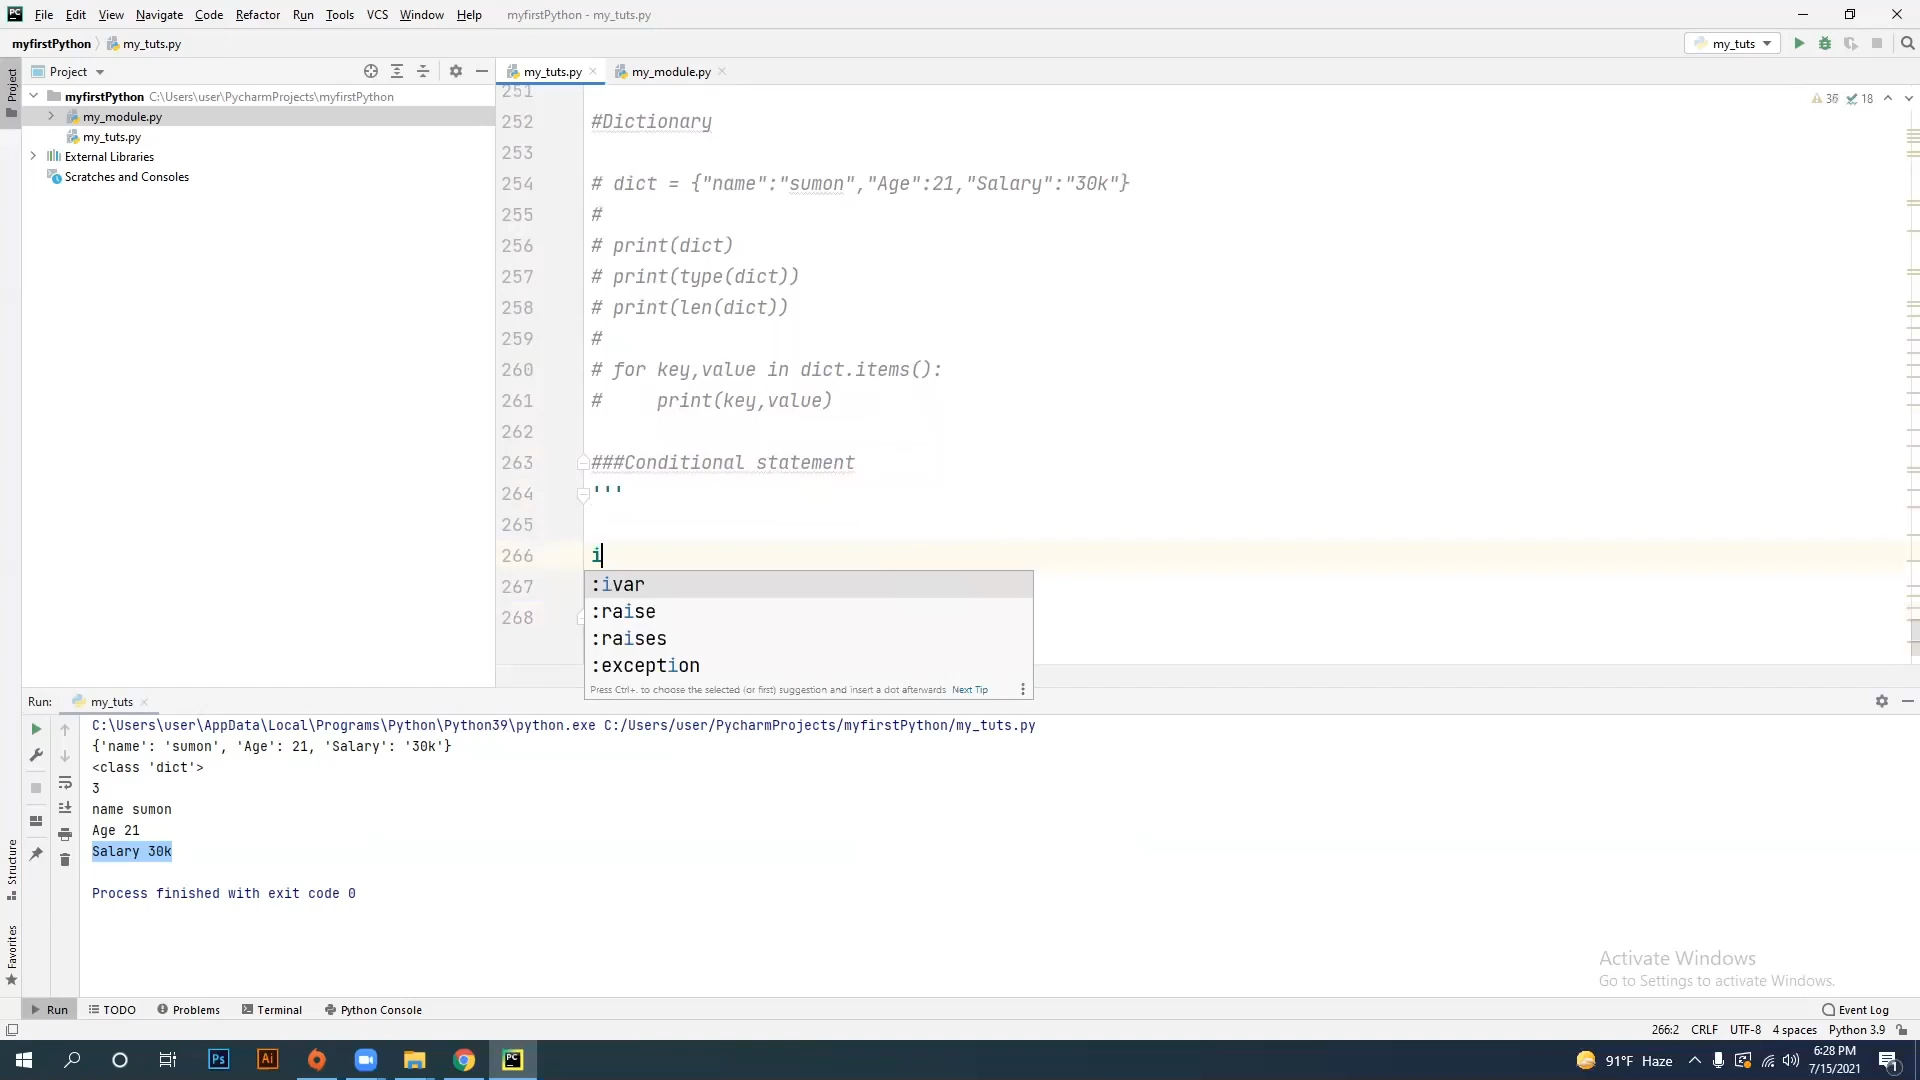 File Edit View Navigate Code Refactor Run Tools VCS Window Help myfirstPython - my_tuts.py
myfirstPython my_tuts.py
my_tuts
Project
my_tuts.py
my_module.py
myfirstPython C:\Users\user\PycharmProjects\myfirstPython
my_module.py
my_tuts.py
External Libraries
Scratches and Consoles
Project
36 18
251
252 #Dictionary
253
254 # dict = {"name":"sumon","Age":21,"Salary":"30k"}
255 #
256 # print(dict)
257 # print(type(dict))
258 # print(len(dict))
259 #
260 # for key,value in dict.items():
261 #     print(key,value)
262
263 ###Conditional statement
264 '''
265
266 i
267
268
:ivar
:raise
:raises
:exception
Press Ctrl+. to choose the selected (or first) suggestion and insert a dot afterwards Next Tip
Run: my_tuts
C:\Users\user\AppData\Local\Programs\Python\Python39\python.exe C:/Users/user/PycharmProjects/myfirstPython/my_tuts.py
{'name': 'sumon', 'Age': 21, 'Salary': '30k'}
<class 'dict'>
3
name sumon
Age 21
Salary 30k
Process finished with exit code 0
Structure
Favorites
Activate Windows
Go to Settings to activate Windows.
Run TODO Problems Terminal Python Console Event Log
266:2 CRLF UTF-8 4 spaces Python 3.9
Ps Ai PC 91°F Haze 6:28 PM
7/15/2021
1